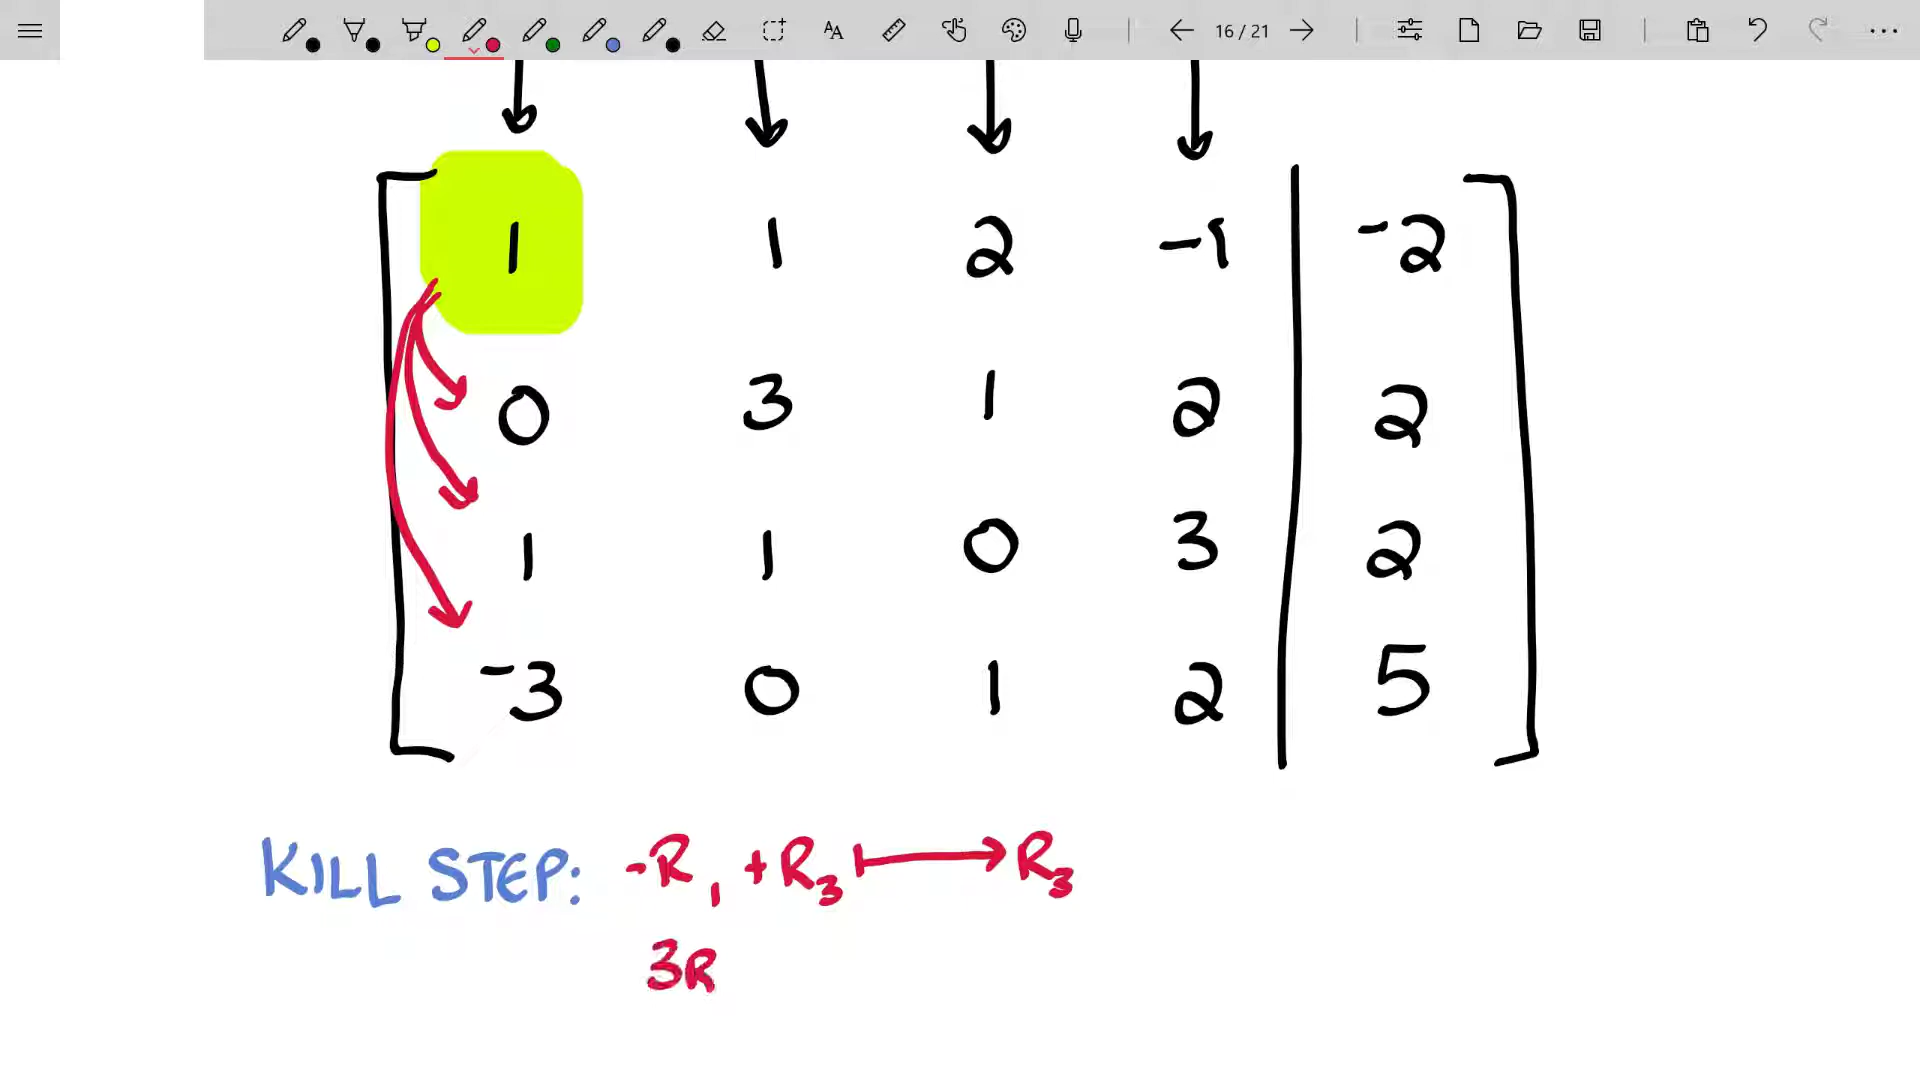 16 / 21
1 1 2 -1 | -2
0 3 1 2 | 2
1 1 0 3 | 2
-3 0 1 2 | 5
KILL STEP: -R₁ + R₃ ↦ R₃
3R